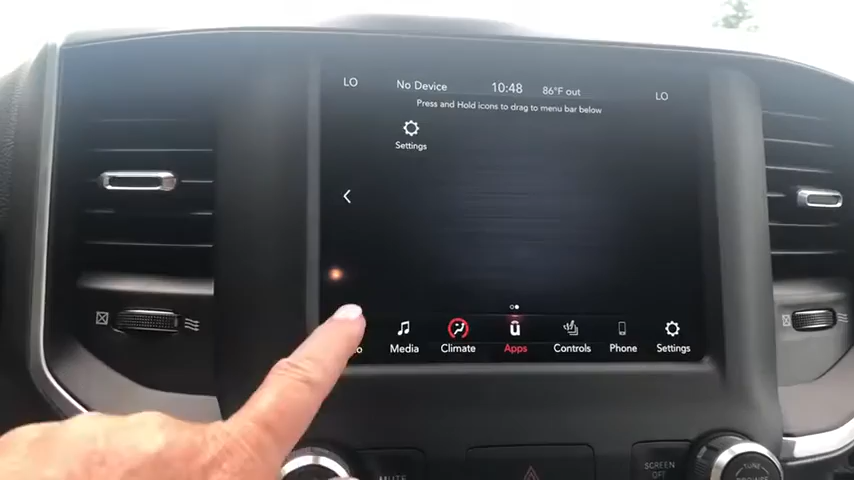 LO
No Device 10:48 86°F out
LO
Press and Hold icons to drag to menu bar below
Settings
Media Climate Apps Controls Phone Settings
MUTE
SCREEN
OFF
TUNE